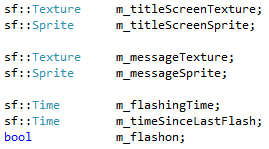 sf::Texture m_titleScreenTexture;
sf::Sprite m_titleScreenSprite;
sf::Texture m_messageTexture;
sf::Sprite m_messageSprite;
sf::Time m_flashingTime;
sf::Time m_timeSinceLastFlash;
bool m_flashon;